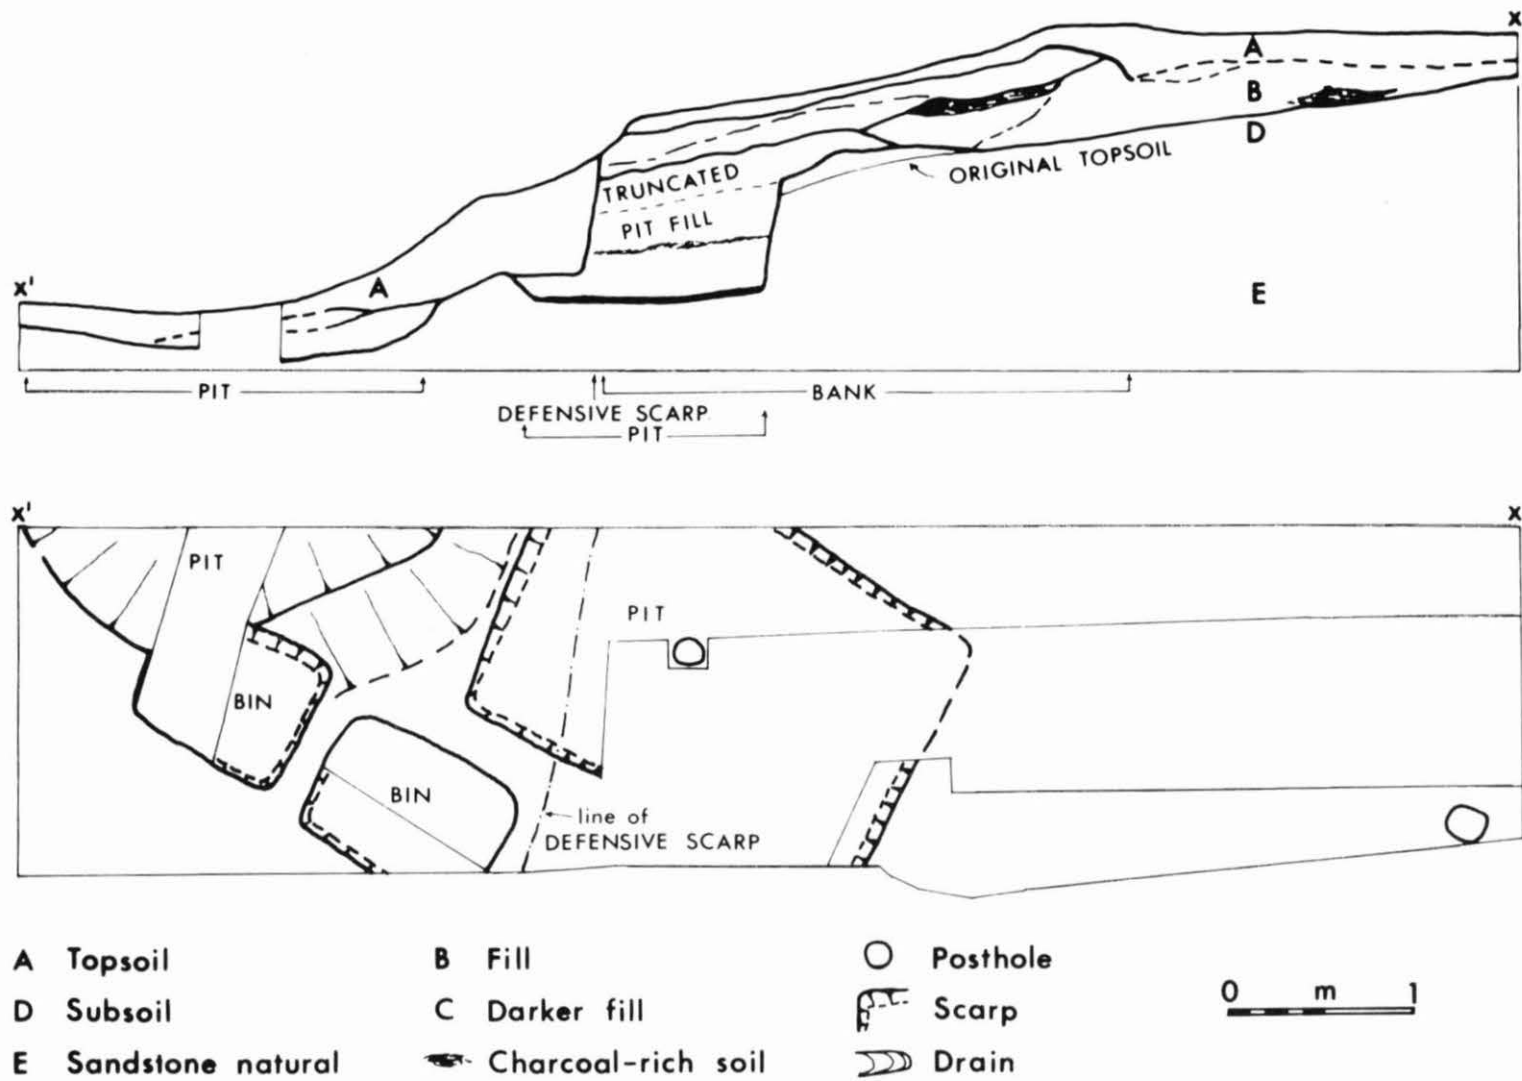 X
A
B
D
ORIGINAL TOPSOIL
TRUNCATED
PIT FILL
X'
A
E
PIT
BANK
DEFENSIVE SCARP
PIT
X'
X
PIT
PIT
BIN
BIN
line of
DEFENSIVE SCARP
A Topsoil
B Fill
Posthole
0 m 1
D Subsoil
C Darker fill
Scarp
E Sandstone natural
Charcoal-rich soil
Drain